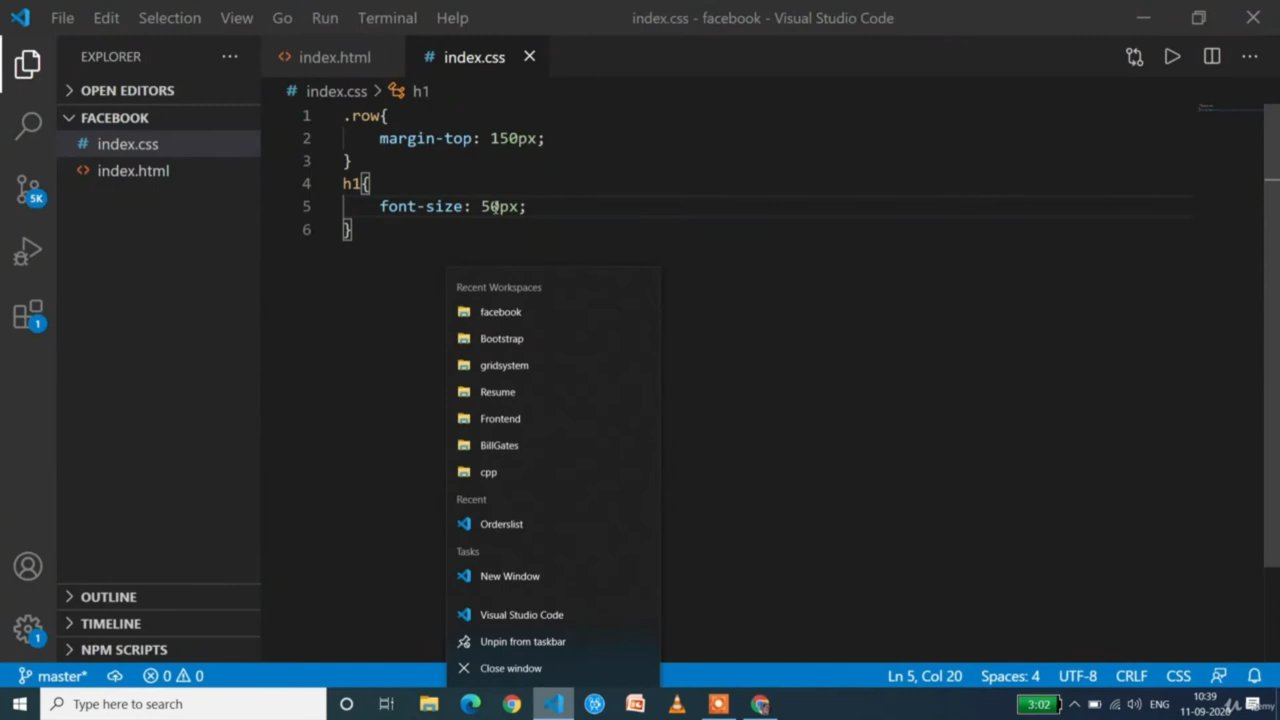 File Edit Selection View Go Run Terminal Help index.css - facebook - Visual Studio Code
EXPLORER
OPEN EDITORS
FACEBOOK
# index.css
<> index.html
OUTLINE
TIMELINE
NPM SCRIPTS
5K
1
1
<> index.html # index.css
# index.css > h1
1 .row{
2 margin-top: 150px;
3 }
4 h1{
5 font-size: 50px;
6 }
Recent Workspaces
facebook
Bootstrap
gridsystem
Resume
Frontend
BillGates
cpp
Recent
Orderslist
Tasks
New Window
Visual Studio Code
Unpin from taskbar
Close window
master* 0 0 Ln 5, Col 20 Spaces: 4 UTF-8 CRLF CSS
Type here to search 3:02 ENG 10:39
11-09-2020